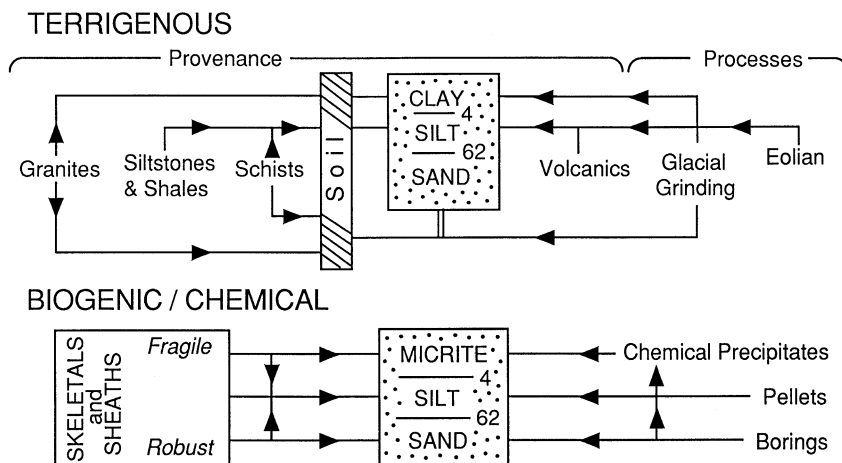 TERRIGENOUS
Provenance
Processes
CLAY
4
SILT
62
SAND
Soil
Granites
Siltstones
& Shales
Schists
Volcanics
Glacial
Grinding
Eolian
BIOGENIC / CHEMICAL
SKELETALS
and
SHEATHS
Fragile
Robust
MICRITE
4
SILT
62
SAND
Chemical Precipitates
Pellets
Borings